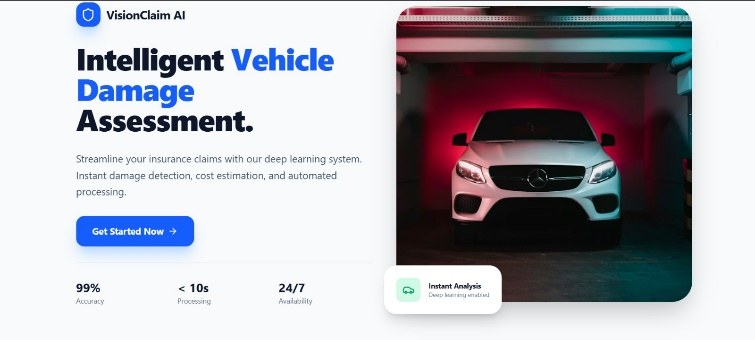 VisionClaim AI
Intelligent Vehicle
Damage
Assessment.
Streamline your insurance claims with our deep learning system.
Instant damage detection, cost estimation, and automated
processing.
Get Started Now →
99%
Accuracy
< 10s
Processing
24/7
Availability
Instant Analysis
Deep learning enabled